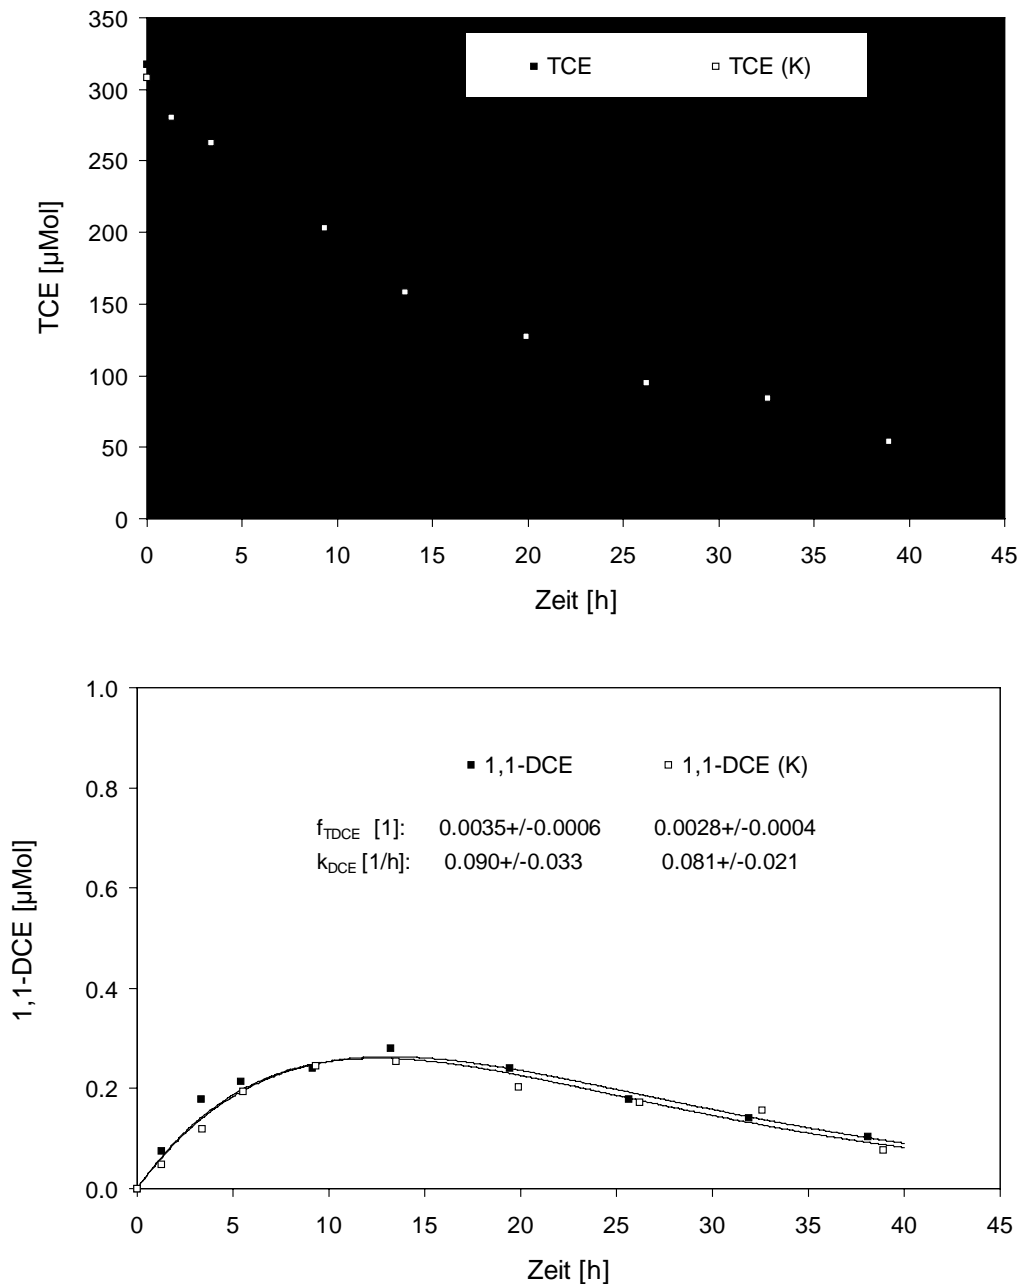 350
300
250
200
150
100
50
0
TCE [µMol]
TCE TCE (K)
0 5 10 15 20 25 30 35 40 45
Zeit [h]
1.0
0.8
0.6
0.4
0.2
0.0
1,1-DCE [µMol]
1,1-DCE 1,1-DCE (K)
fTDCE [1]: 0.0035+/-0.0006 0.0028+/-0.0004
kDCE [1/h]: 0.090+/-0.033 0.081+/-0.021
0 5 10 15 20 25 30 35 40 45
Zeit [h]